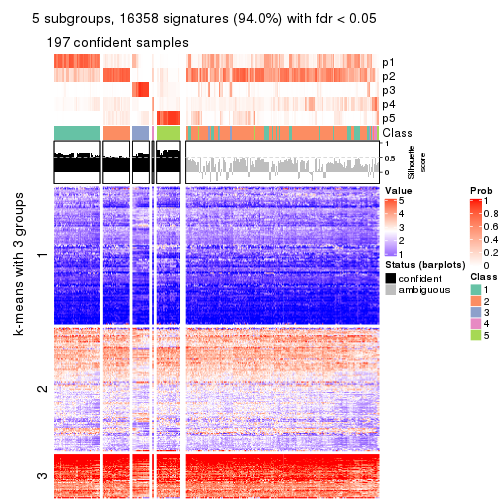 5 subgroups, 16358 signatures (94.0%) with fdr < 0.05
197 confident samples
p1
p2
p3
p4
p5
Class
1
0.5
0
Silhouette
score
k-means with 3 groups
1
2
3
Value
5
4
3
2
1
Status (barplots)
confident
ambiguous
Prob
1
0.8
0.6
0.4
0.2
0
Class
1
2
3
4
5